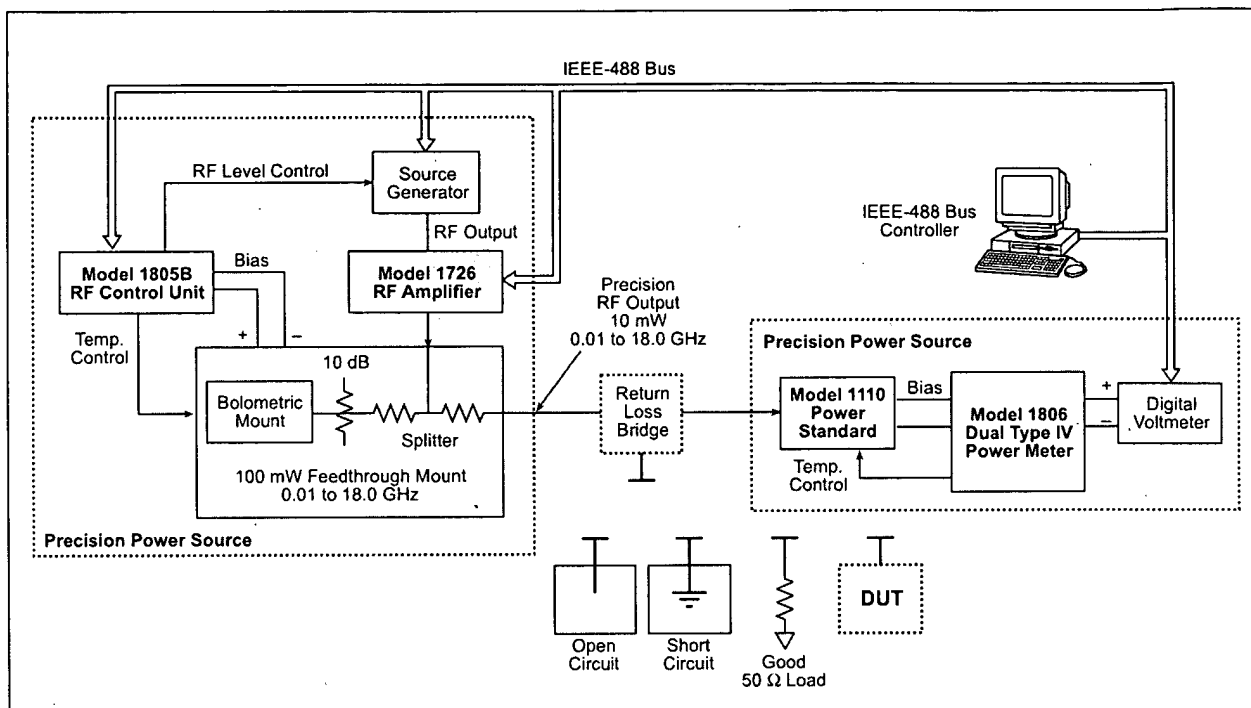 IEEE-488 Bus
RF Level Control
Source
Generator
IEEE-488 Bus
Controller
RF Output
Model 1805B
RF Control Unit
Bias
Model 1726
RF Amplifier
Temp.
Control
+
−
Precision
RF Output
10 mW
0.01 to 18.0 GHz
10 dB
Bolometric
Mount
Splitter
100 mW Feedthrough Mount
0.01 to 18.0 GHz
Precision Power Source
Return
Loss
Bridge
Precision Power Source
Model 1110
Power
Standard
Bias
Temp.
Control
Model 1806
Dual Type IV
Power Meter
+
−
Digital
Voltmeter
Open
Circuit
Short
Circuit
Good
50 Ω Load
DUT